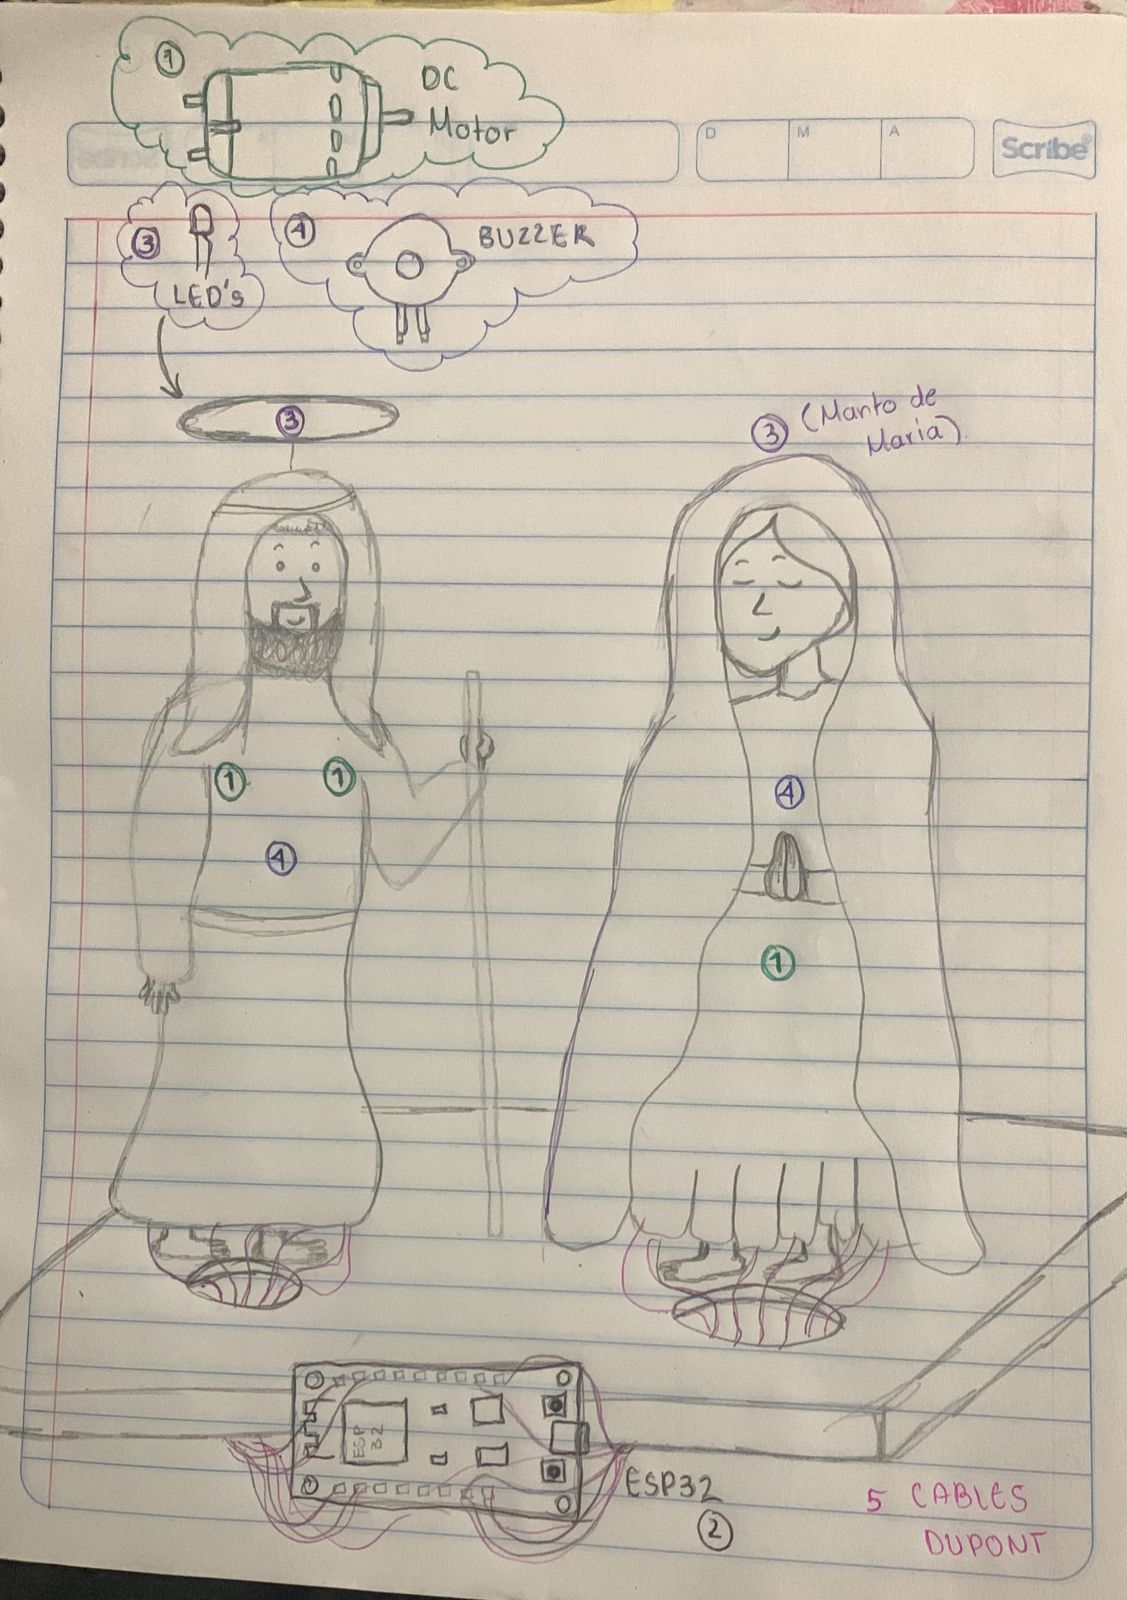 1
DC
Motor
D
M
A
Scribe
3
LED's
4
BUZZER
3
3
(Manto de
Maria)
1
1
4
4
1
ESP
32
ESP32
2
5 CABLES
DUPONT